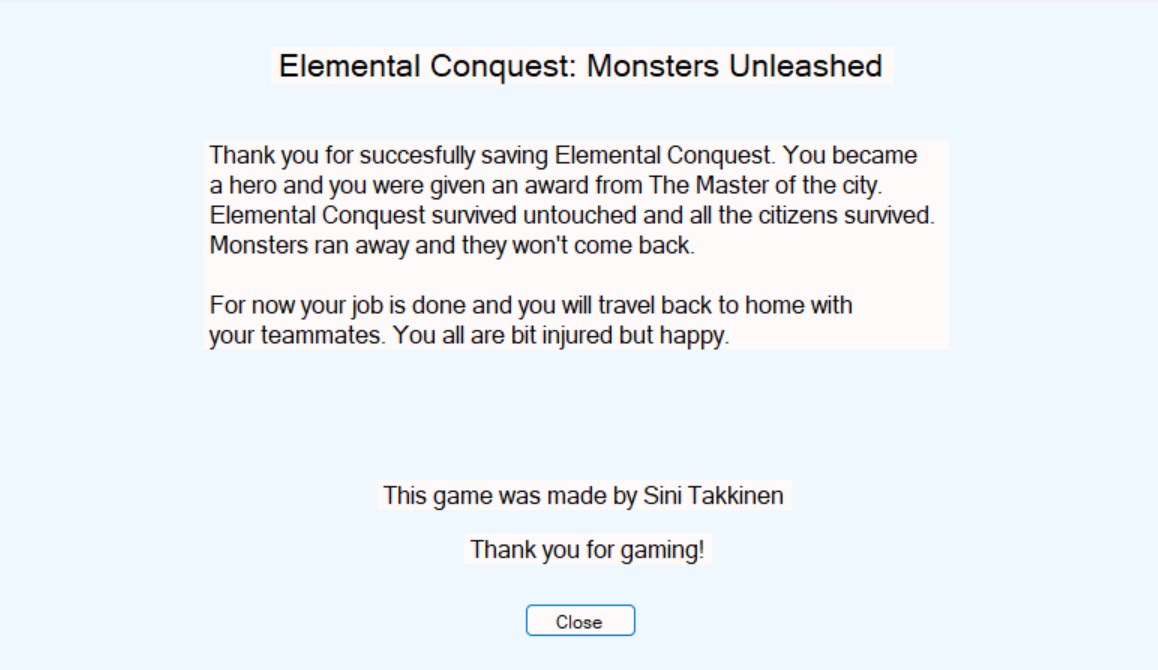 Elemental Conquest: Monsters Unleashed
Thank you for succesfully saving Elemental Conquest. You became
a hero and you were given an award from The Master of the city.
Elemental Conquest survived untouched and all the citizens survived.
Monsters ran away and they won't come back.
For now your job is done and you will travel back to home with
your teammates. You all are bit injured but happy.
This game was made by Sini Takkinen
Thank you for gaming!
Close